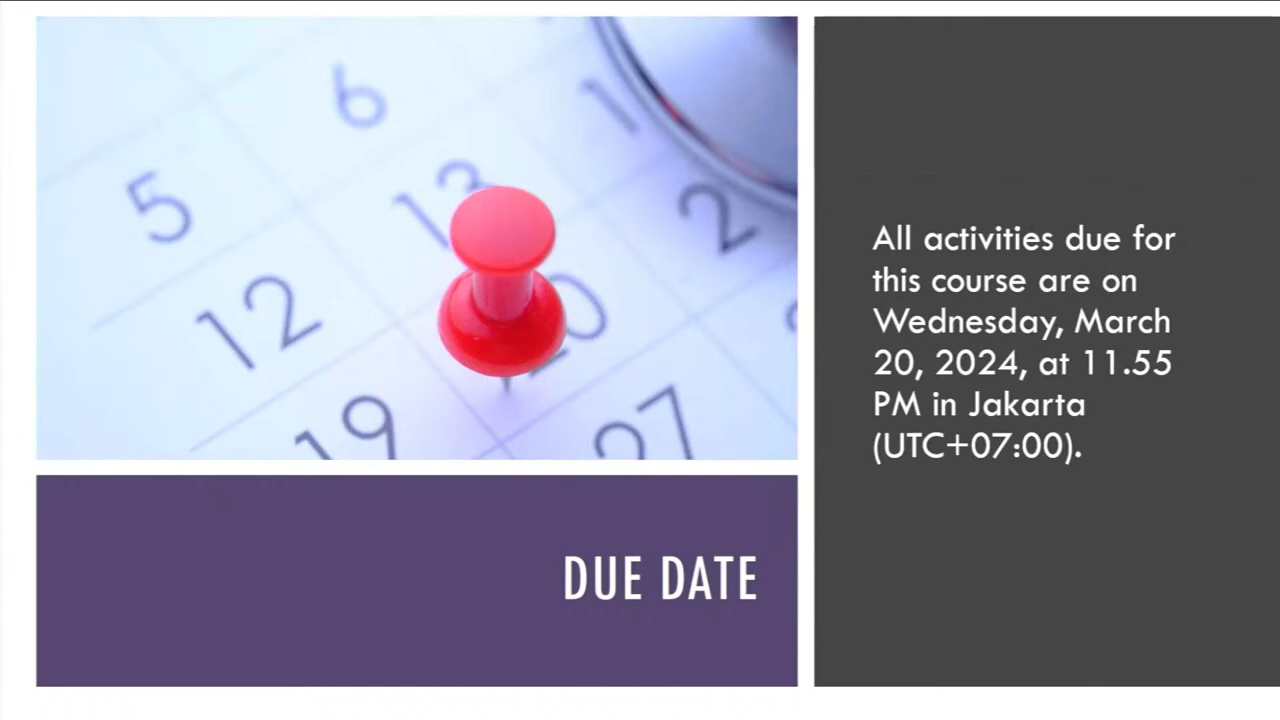 6
5
13
12
20
19
27
DUE DATE
All activities due for
this course are on
Wednesday, March
20, 2024, at 11.55
PM in Jakarta
(UTC+07:00).